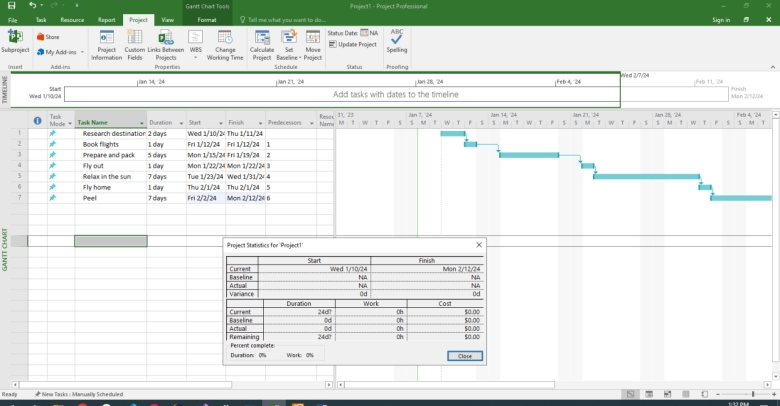 Gantt Chart Tools
Project1 - Project Professional
File Task Resource Report Project View Format Tell me what you want to do... Sign in
Subproject
Store
My Add-ins
Project Information
Custom Fields
Links Between Projects
WBS
Change Working Time
Calculate Project
Set Baseline
Move Project
Status Date: NA
Update Project
ABC
Spelling
Insert Add-ins Properties Schedule Status Proofing
TIMELINE
Wed 2/7/24
Jan 14, '24 Jan 21, '24 Jan 28, '24 Feb 4, '24 Feb 11, '24
Start
Wed 1/10/24
Add tasks with dates to the timeline
Finish
Mon 2/12/24
Task Mode Task Name Duration Start Finish Predecessors Resou Name
31, '23 Jan 7, '24 Jan 14, '24 Jan 21, '24 Jan 28, '24 Feb 4, '24
M T W T F S S M T W T F S S M T W T F S S M T W T F S S M T W T F S S M T W
1 Research destination 2 days Wed 1/10/24 Thu 1/11/24
2 Book flights 1 day Fri 1/12/24 Fri 1/12/24 1
3 Prepare and pack 5 days Mon 1/15/24 Fri 1/19/24 2
4 Fly out 1 day Mon 1/22/24 Mon 1/22/24 3
5 Relax in the sun 7 days Tue 1/23/24 Wed 1/31/24 4
6 Fly home 1 day Thu 2/1/24 Thu 2/1/24 5
7 Peel 7 days Fri 2/2/24 Mon 2/12/24 6
GANTT CHART
Project Statistics for 'Project1'
Start Finish
Current Wed 1/10/24 Mon 2/12/24
Baseline NA NA
Actual NA NA
Variance 0d 0d
Duration Work Cost
Current 24d? 0h $0.00
Baseline 0d 0h $0.00
Actual 0d 0h $0.00
Remaining 24d? 0h $0.00
Percent complete:
Duration: 0% Work: 0%
Close
Ready New Tasks : Manually Scheduled
1:32 PM